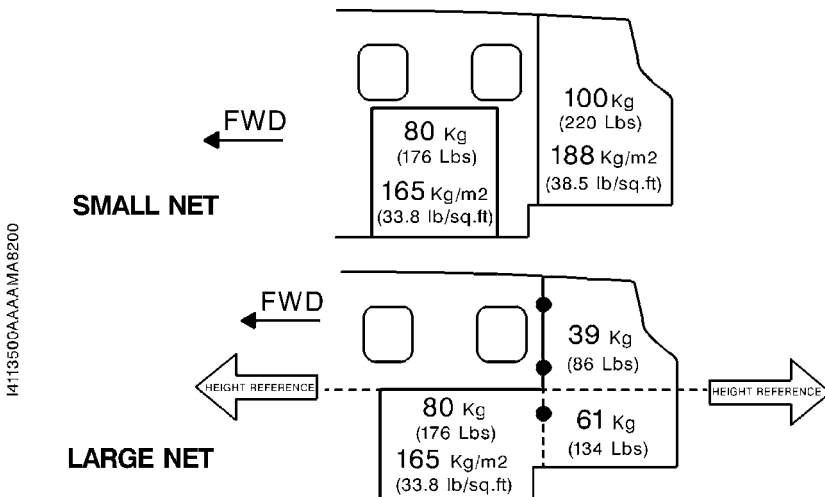 FWD
80 Kg
(176 Lbs)
165 Kg/m2
(33.8 lb/sq.ft)
100 Kg
(220 Lbs)
188 Kg/m2
(38.5 lb/sq.ft)
SMALL NET
I4113500AAAAMA8200
FWD
39 Kg
(86 Lbs)
HEIGHT REFERENCE
HEIGHT REFERENCE
80 Kg
(176 Lbs)
165 Kg/m2
(33.8 lb/sq.ft)
61 Kg
(134 Lbs)
LARGE NET